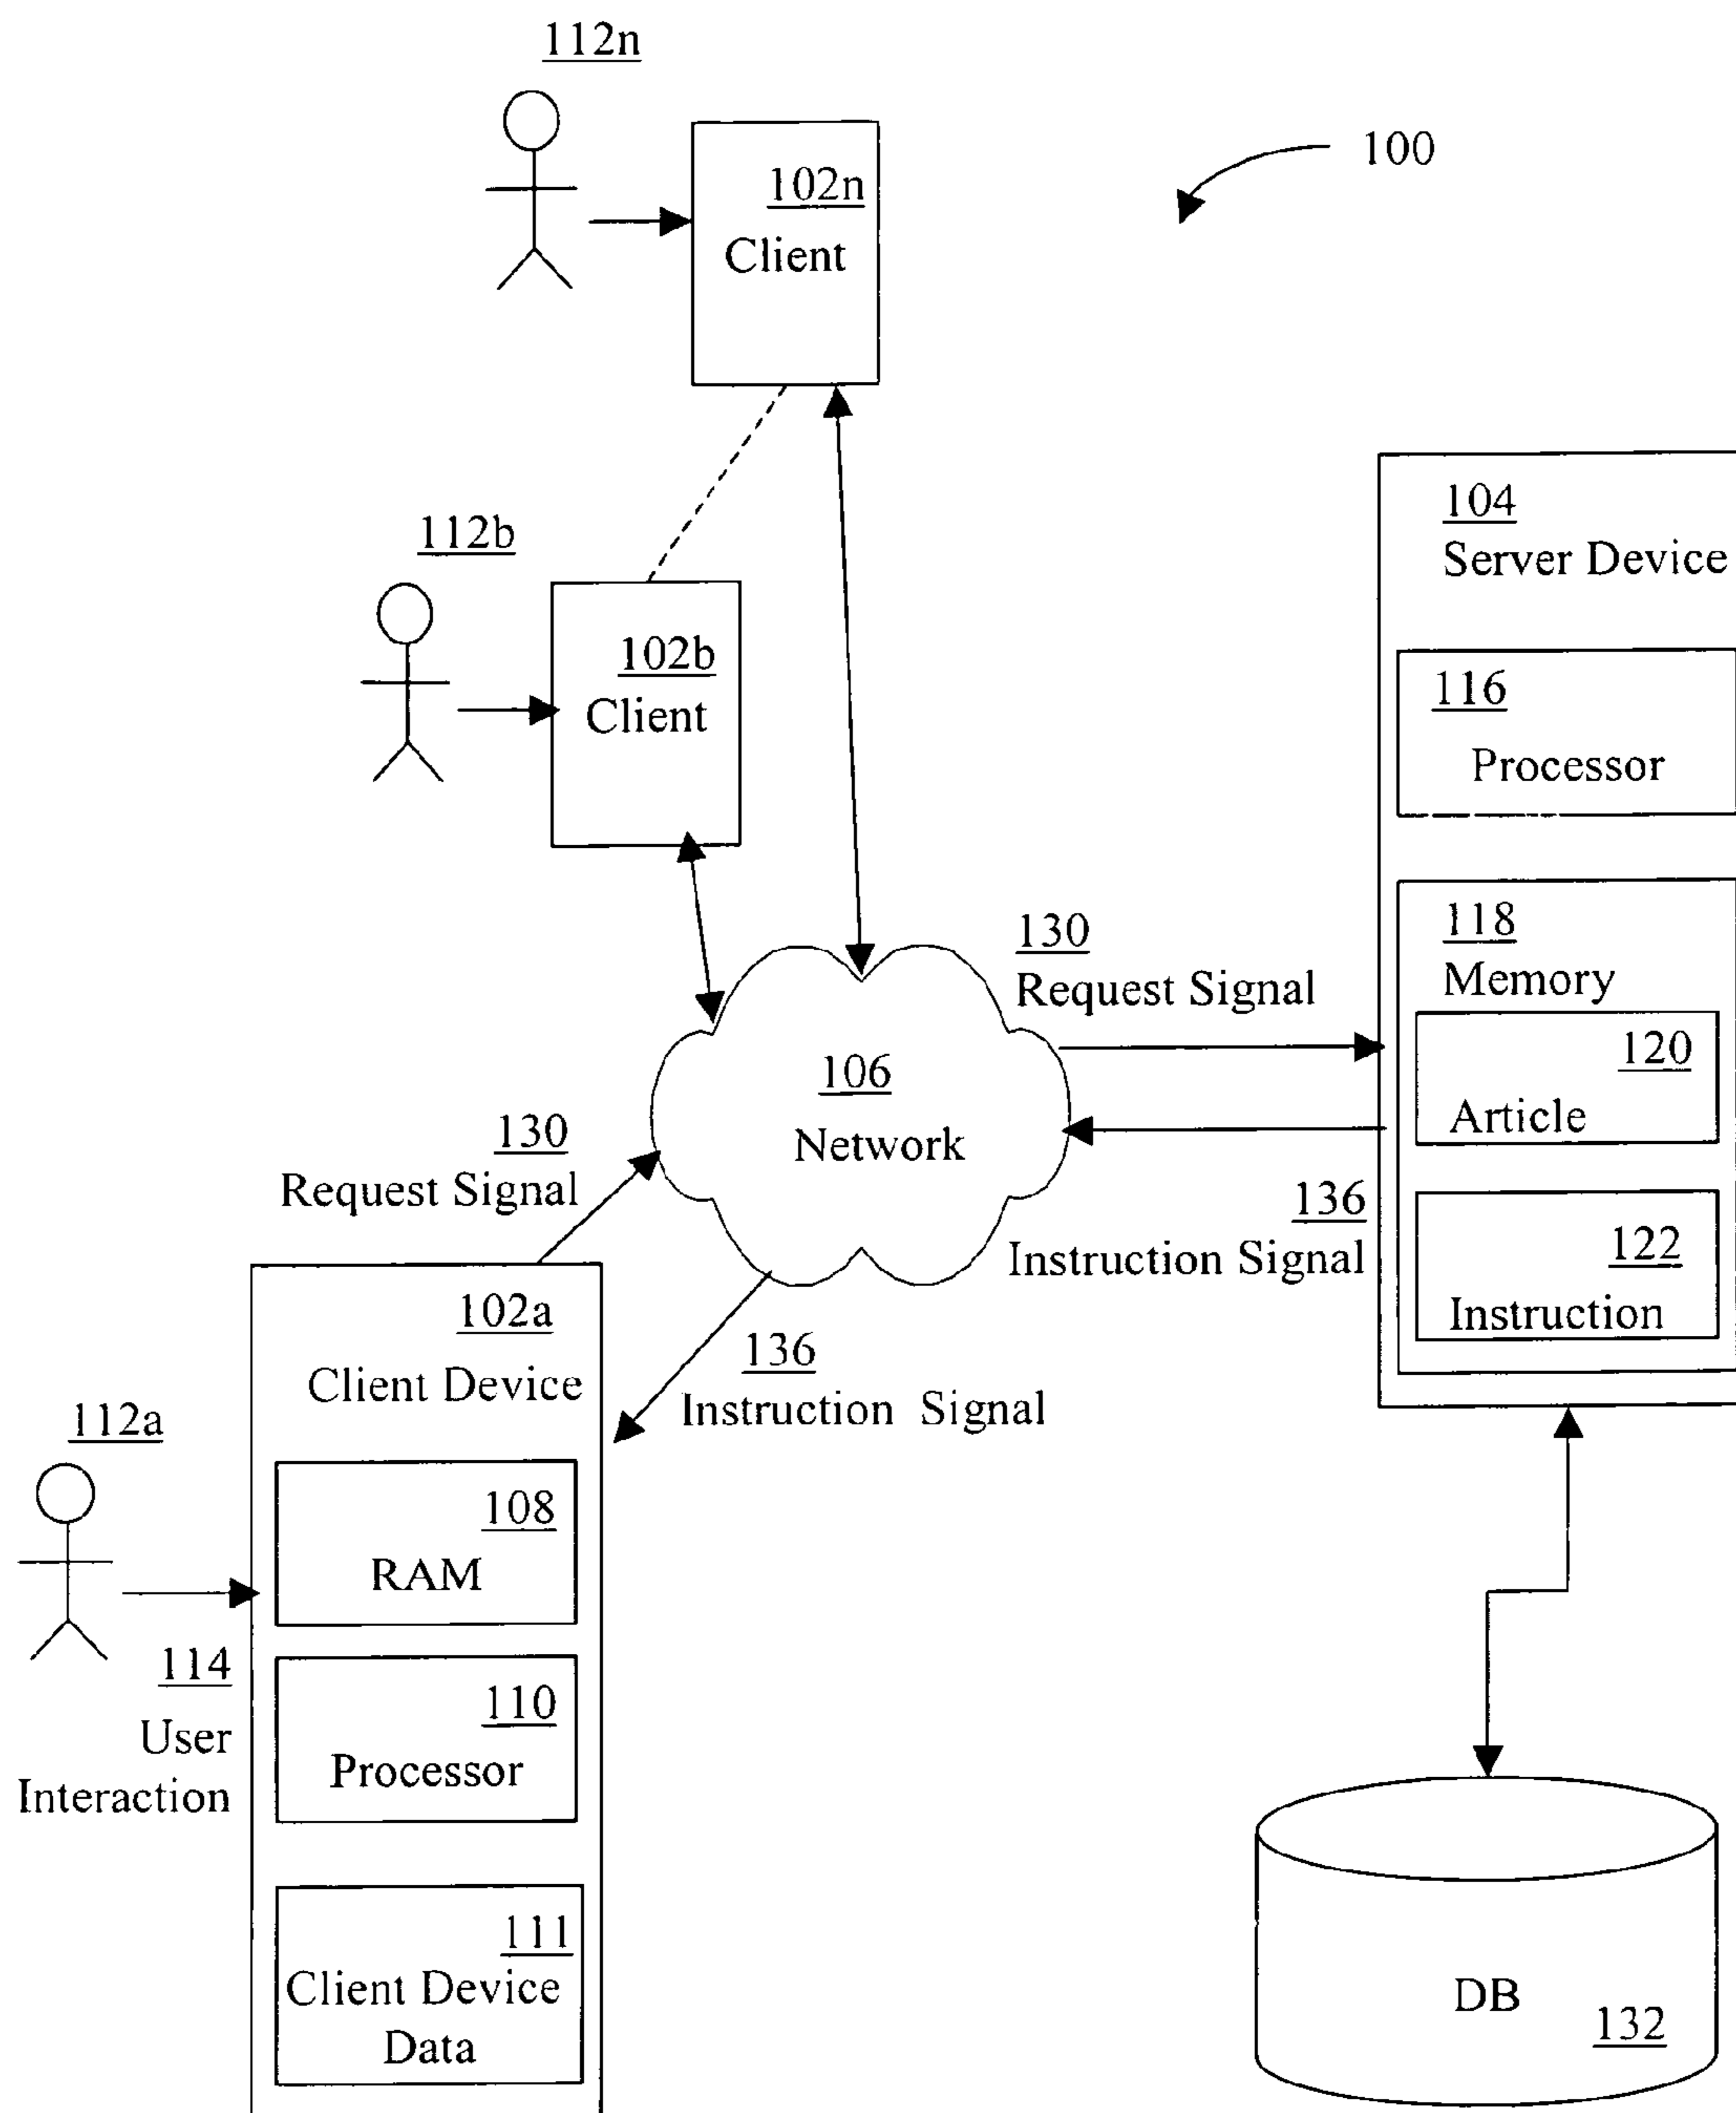 112n
100
102n
Client
112b
102b
Client
104
Server Device
116
Processor
118
Memory
120
Article
122
Instruction
130
Request Signal
106
Network
136
Instruction Signal
130
Request Signal
136
Instruction Signal
102a
Client Device
112a
108
RAM
114
User
Interaction
110
Processor
111
Client Device
Data
DB
132